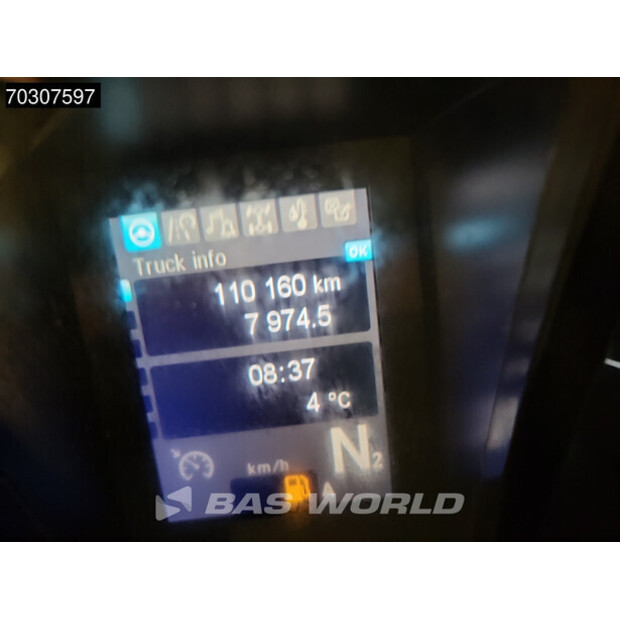 70307597
Truck info
OK
110 160 km
7 974.5
08:37
4 °C
N2
km/h
BAS WORLD